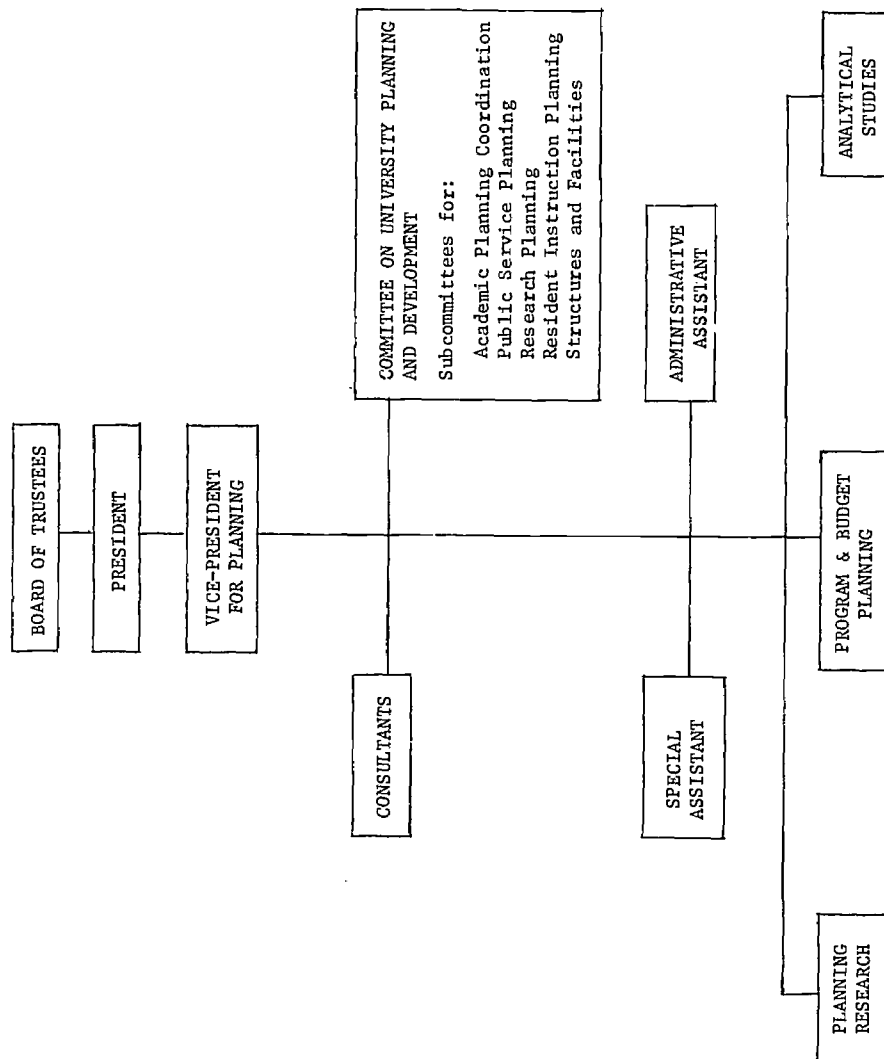 BOARD OF TRUSTEES
PRESIDENT
VICE-PRESIDENT
FOR PLANNING
CONSULTANTS
COMMITTEE ON UNIVERSITY PLANNING
AND DEVELOPMENT
Subcommittees for:
Academic Planning Coordination
Public Service Planning
Research Planning
Resident Instruction Planning
Structures and Facilities
SPECIAL
ASSISTANT
ADMINISTRATIVE
ASSISTANT
PLANNING
RESEARCH
PROGRAM & BUDGET
PLANNING
ANALYTICAL
STUDIES